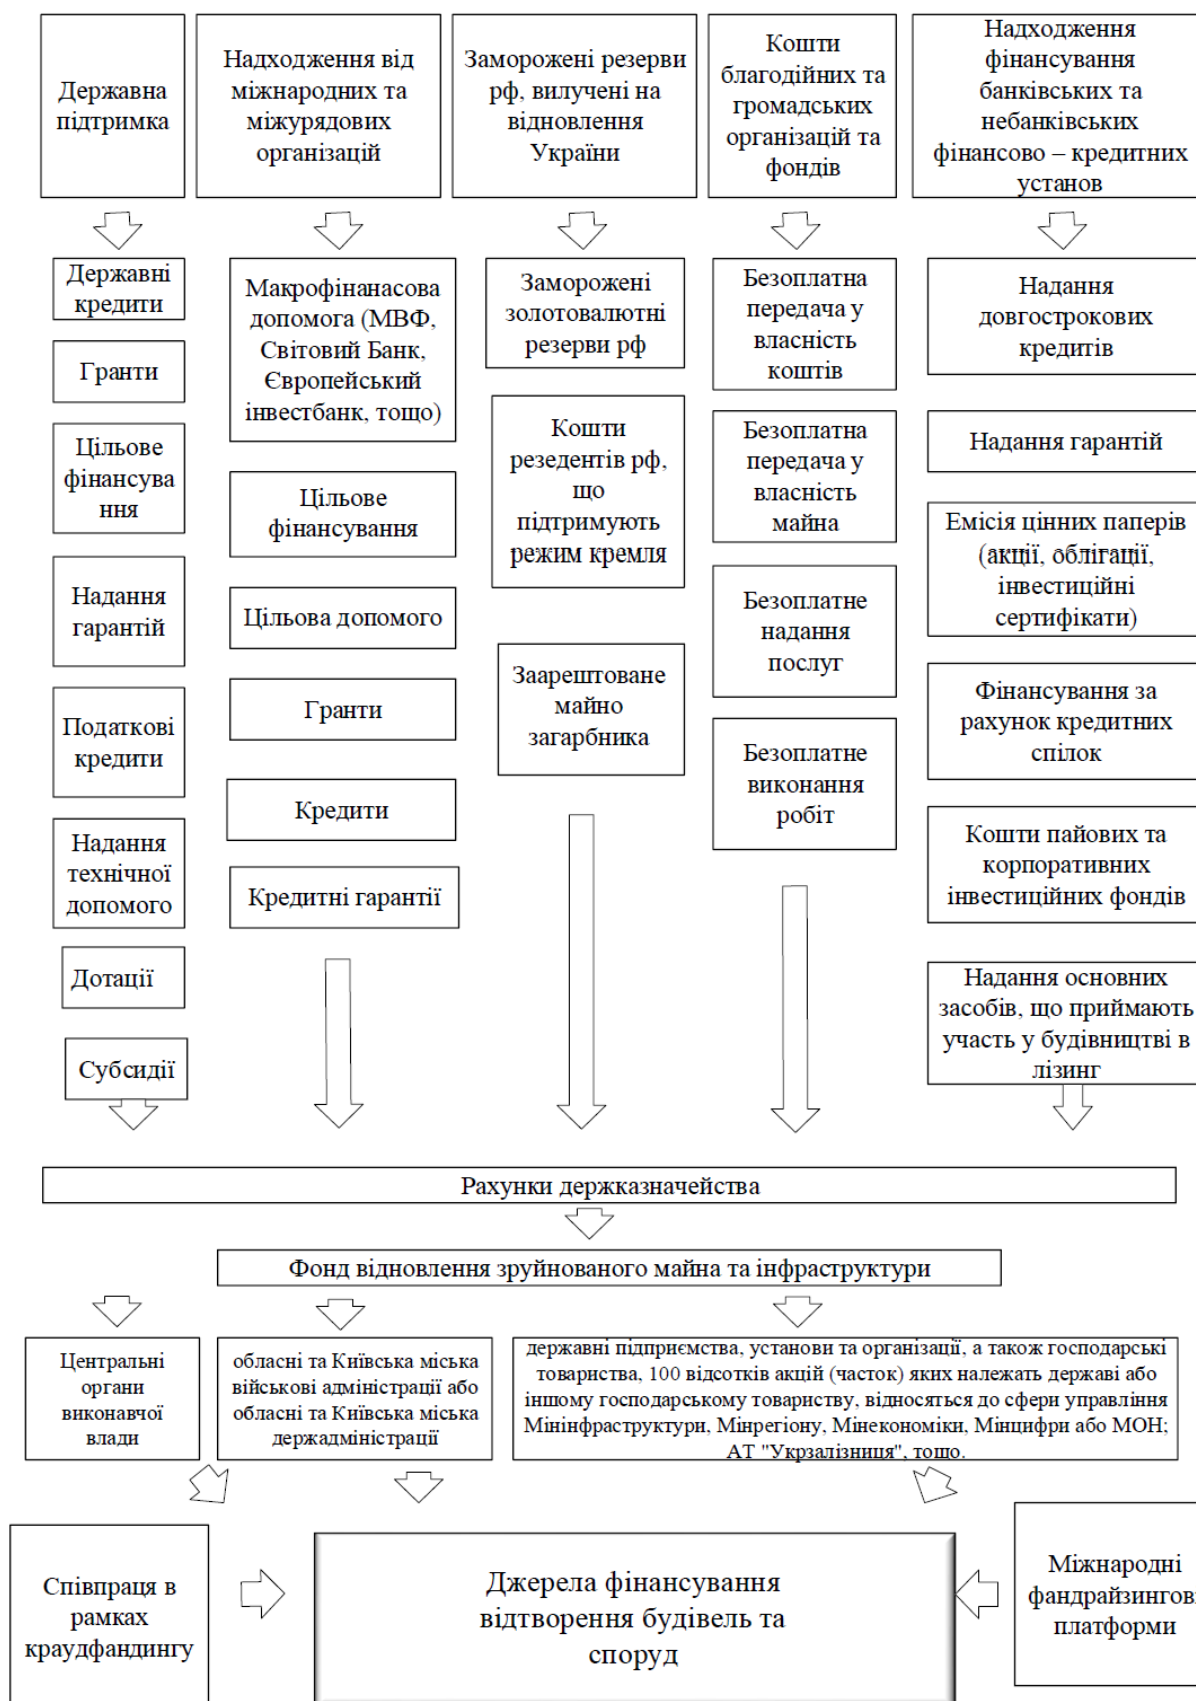 Державна
підтримка
Надходження від
міжнародних та
міжурядових
організацій
Заморожені резерви
рф, вилучені на
відновлення
України
Кошти
благодійних та
громадських
організацій та
фондів
Надходження
фінансування
банківських та
небанківських
фінансово – кредитних
установ
Державні
кредити
Гранти
Цільове
фінансува
ння
Надання
гарантій
Податкові
кредити
Надання
технічної
допомого
Дотації
Субсидії
Макрофінанасова
допомога (МВФ,
Світовий Банк,
Європейський
інвестбанк, тощо)
Цільове
фінансування
Цільова допомого
Гранти
Кредити
Кредитні гарантії
Заморожені
золотовалютні
резерви рф
Кошти
резедентів рф,
що
підтримують
режим кремля
Заарештоване
майно
загарбника
Безоплатна
передача у
власність
коштів
Безоплатна
передача у
власність
майна
Безоплатне
надання
послуг
Безоплатне
виконання
робіт
Надання
довгострокових
кредитів
Надання гарантій
Емісія цінних паперів
(акції, облігації,
інвестиційні
сертифікати)
Фінансування за
рахунок кредитних
спілок
Кошти пайових та
корпоративних
інвестиційних фондів
Надання основних
засобів, що приймають
участь у будівництві в
лізинг
Рахунки держказначейства
Фонд відновлення зруйнованого майна та інфраструктури
Центральні
органи
виконавчої
влади
обласні та Київська міська
військові адміністрації або
обласні та Київська міська
держадміністрації
державні підприємства, установи та організації, а також господарські
товариства, 100 відсотків акцій (часток) яких належать державі або
іншому господарському товариству, відносяться до сфери управління
Мінінфраструктури, Мінрегіону, Мінекономіки, Мінцифри або МОН;
АТ "Укрзалізниця", тощо.
Співпраця в
рамках
краудфандингу
Джерела фінансування
відтворення будівель та
споруд
Міжнародні
фандрайзингові
платформи